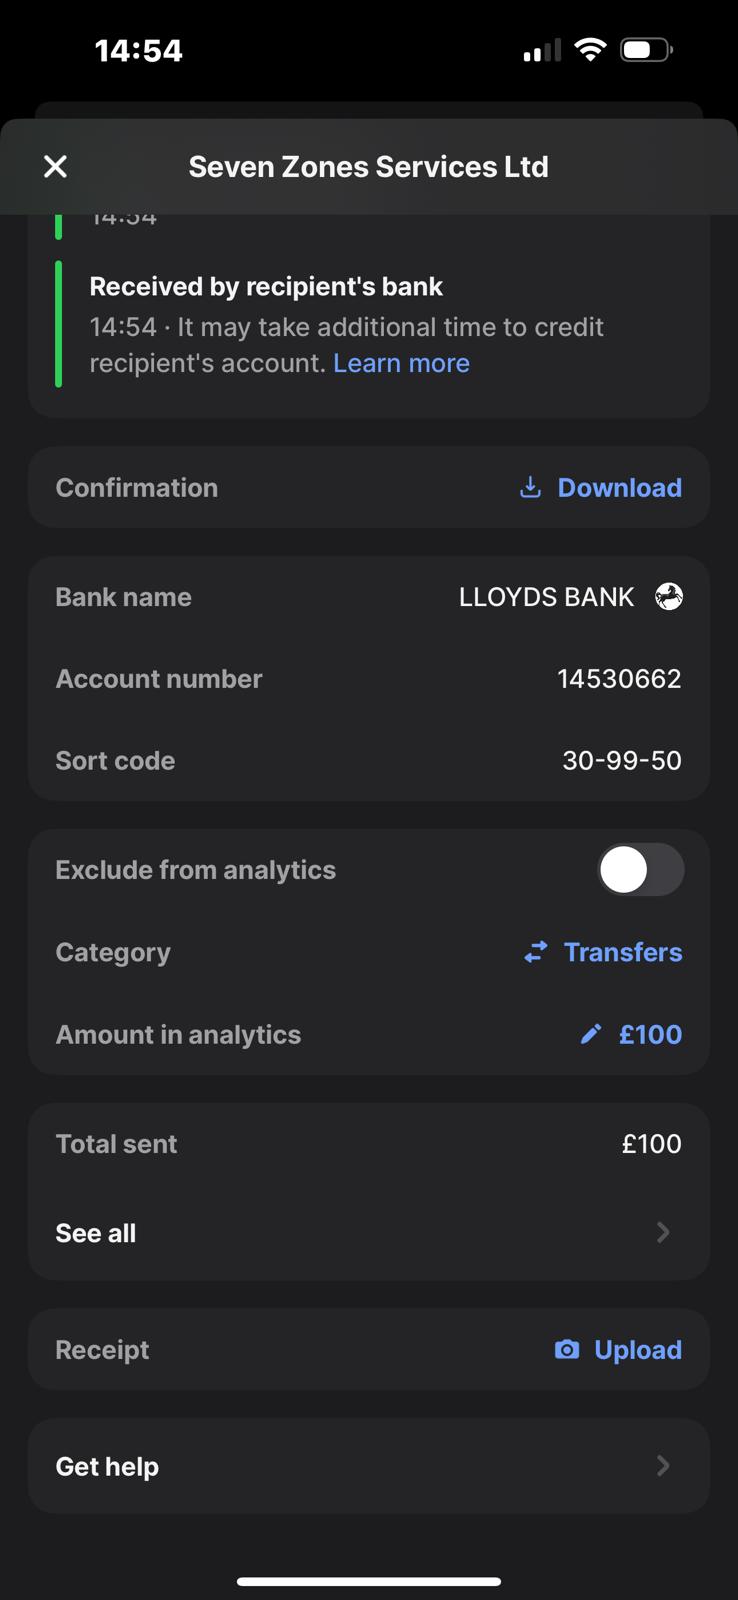 14:54
Seven Zones Services Ltd
14:54
Received by recipient's bank
14:54 · It may take additional time to credit
recipient's account. Learn more
Confirmation
Download
Bank name
LLOYDS BANK
Account number
14530662
Sort code
30-99-50
Exclude from analytics
Category
Transfers
Amount in analytics
£100
Total sent
£100
See all
Receipt
Upload
Get help